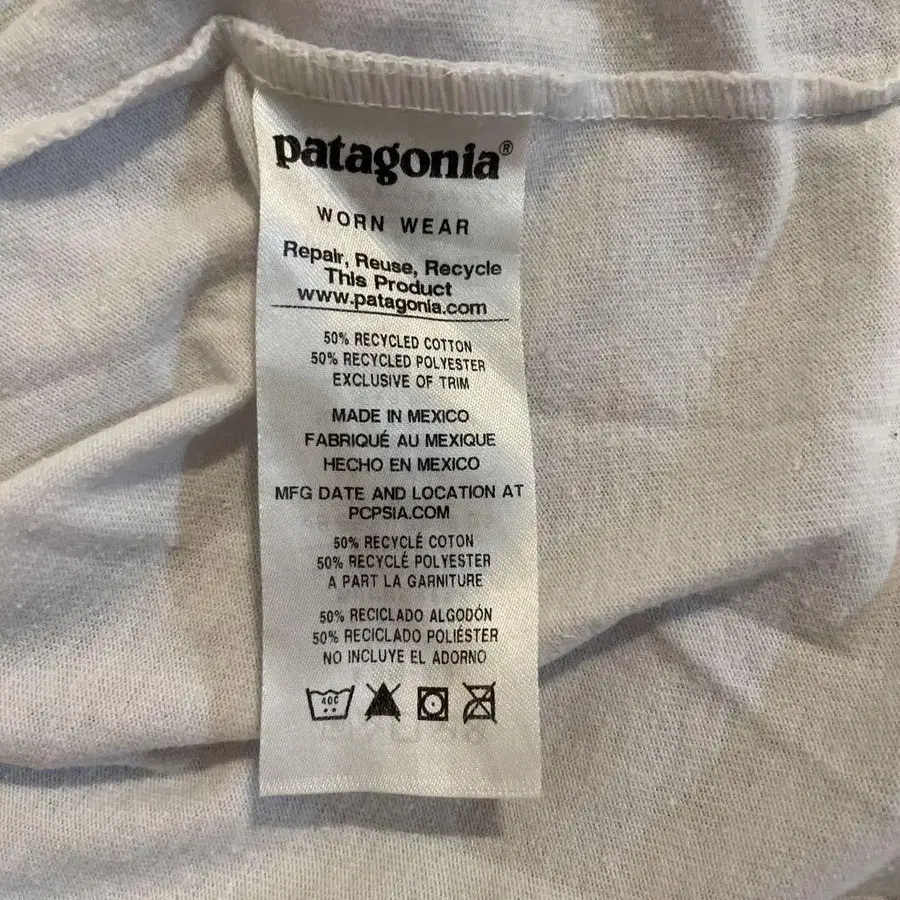 patagonia®
WORN WEAR
Repair, Reuse, Recycle
This Product
www.patagonia.com
50% RECYCLED COTTON
50% RECYCLED POLYESTER
EXCLUSIVE OF TRIM
MADE IN MEXICO
FABRIQUÉ AU MEXIQUE
HECHO EN MEXICO
MFG DATE AND LOCATION AT
PCPSIA.COM
50% RECYCLÉ COTON
50% RECYCLÉ POLYESTER
A PART LA GARNITURE
50% RECICLADO ALGODÓN
50% RECICLADO POLIÉSTER
NO INCLUYE EL ADORNO
40C